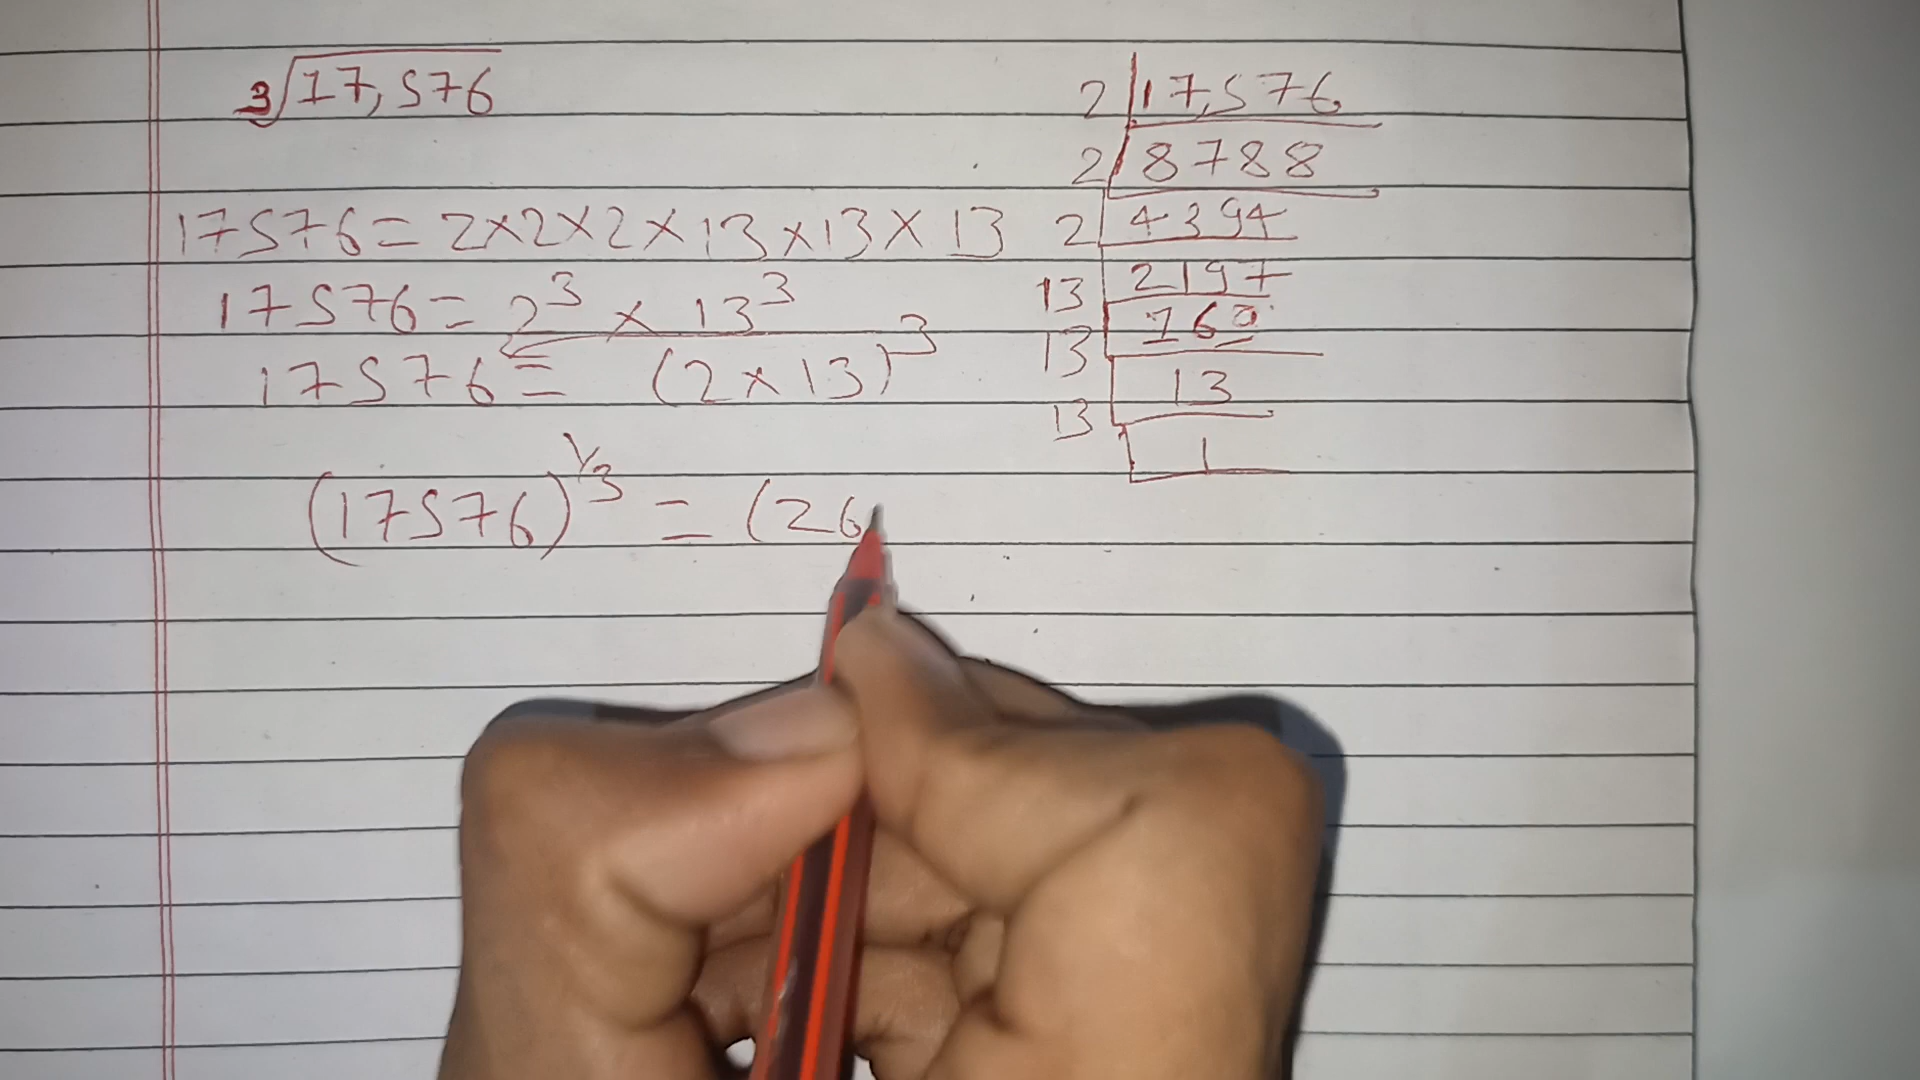 ∛17,576
17576 = 2×2×2×13×13×13
17576 = 2³ × 13³
17576 = (2×13)³
(17576)^1/3 = (26
2 | 17,576
2 | 8788
2 | 4394
13 | 2197
13 | 169
13 | 13
1